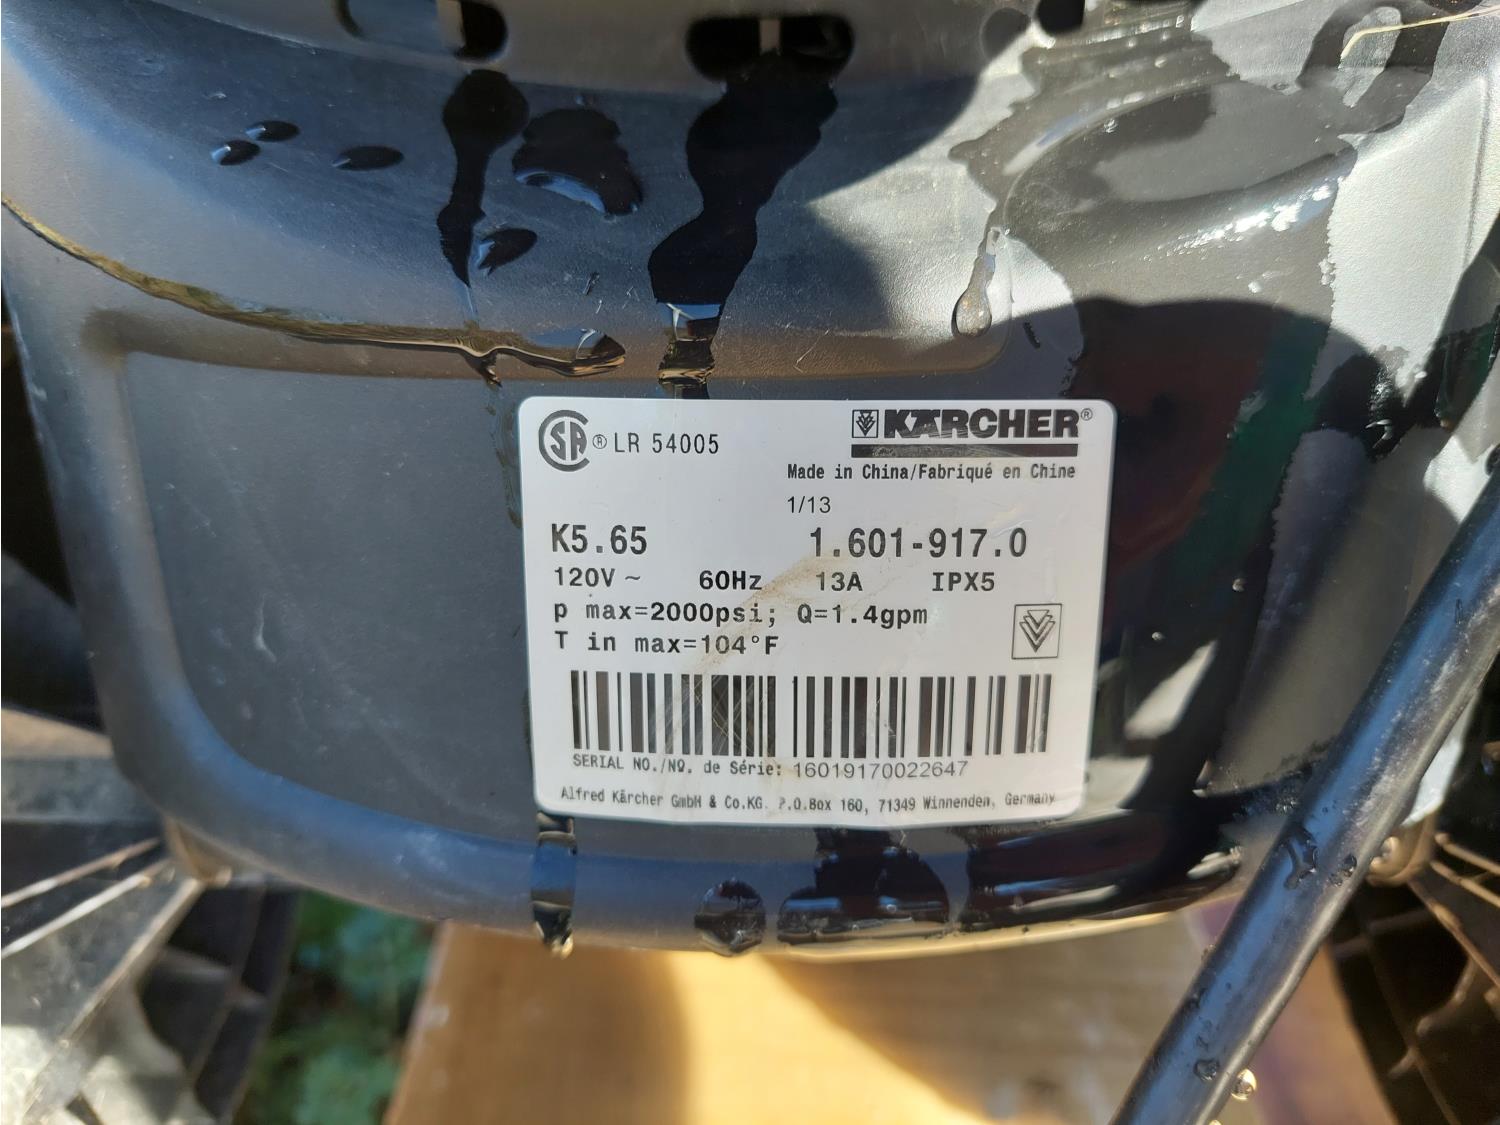 SA ® LR 54005
KÄRCHER®
Made in China/Fabriqué en Chine
1/13
K5.65 1.601-917.0
120V ~ 60Hz 13A IPX5
p max=2000psi; Q=1.4gpm
T in max=104°F
SERIAL NO./NO. de Série: 16019170022647
Alfred Kärcher GmbH & Co.KG. P.O.Box 160, 71349 Winnenden, Germany